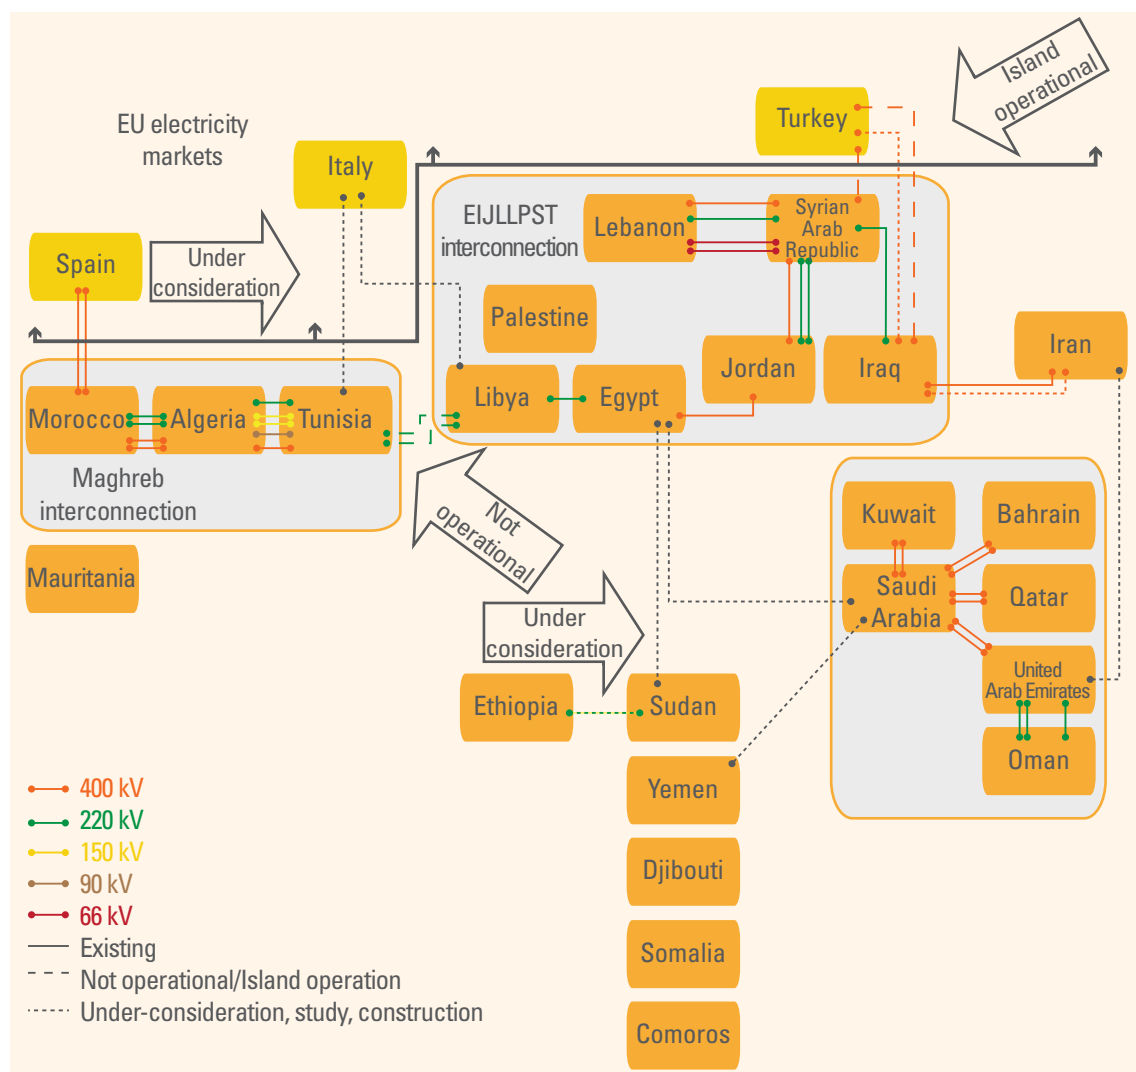 Island
operational
EU electricity
markets
Turkey
Italy
EIJLLPST
interconnection
Lebanon
Syrian
Arab
Republic
Spain
Under
consideration
Palestine
Jordan
Iraq
Iran
Libya
Egypt
Morocco
Algeria
Tunisia
Maghreb
interconnection
Not
operational
Kuwait
Bahrain
Mauritania
Saudi
Arabia
Qatar
Under
consideration
United
Arab Emirates
Ethiopia
Sudan
Oman
Yemen
Djibouti
Somalia
Comoros
400 kV
220 kV
150 kV
90 kV
66 kV
Existing
Not operational/Island operation
Under-consideration, study, construction